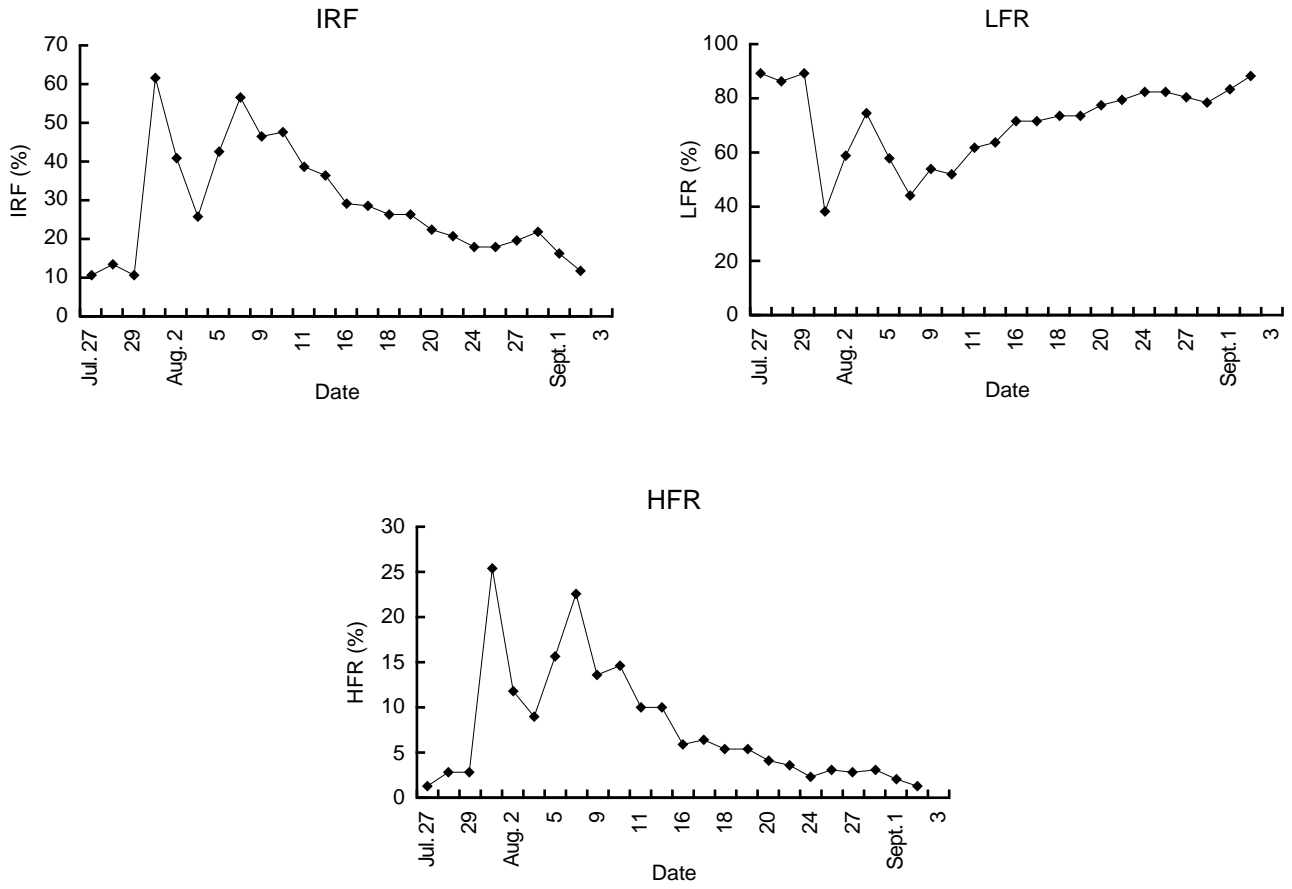 IRF
70
60
50
40
30
20
10
0
IRF (%)
Jul. 27 29 Aug. 2 5 9 11 16 18 20 24 27 Sept. 1 3
Date
LFR
100
80
60
40
20
0
LFR (%)
Jul. 27 29 Aug. 2 5 9 11 16 18 20 24 27 Sept. 1 3
Date
HFR
30
25
20
15
10
5
0
HFR (%)
Jul. 27 29 Aug. 2 5 9 11 16 18 20 24 27 Sept. 1 3
Date